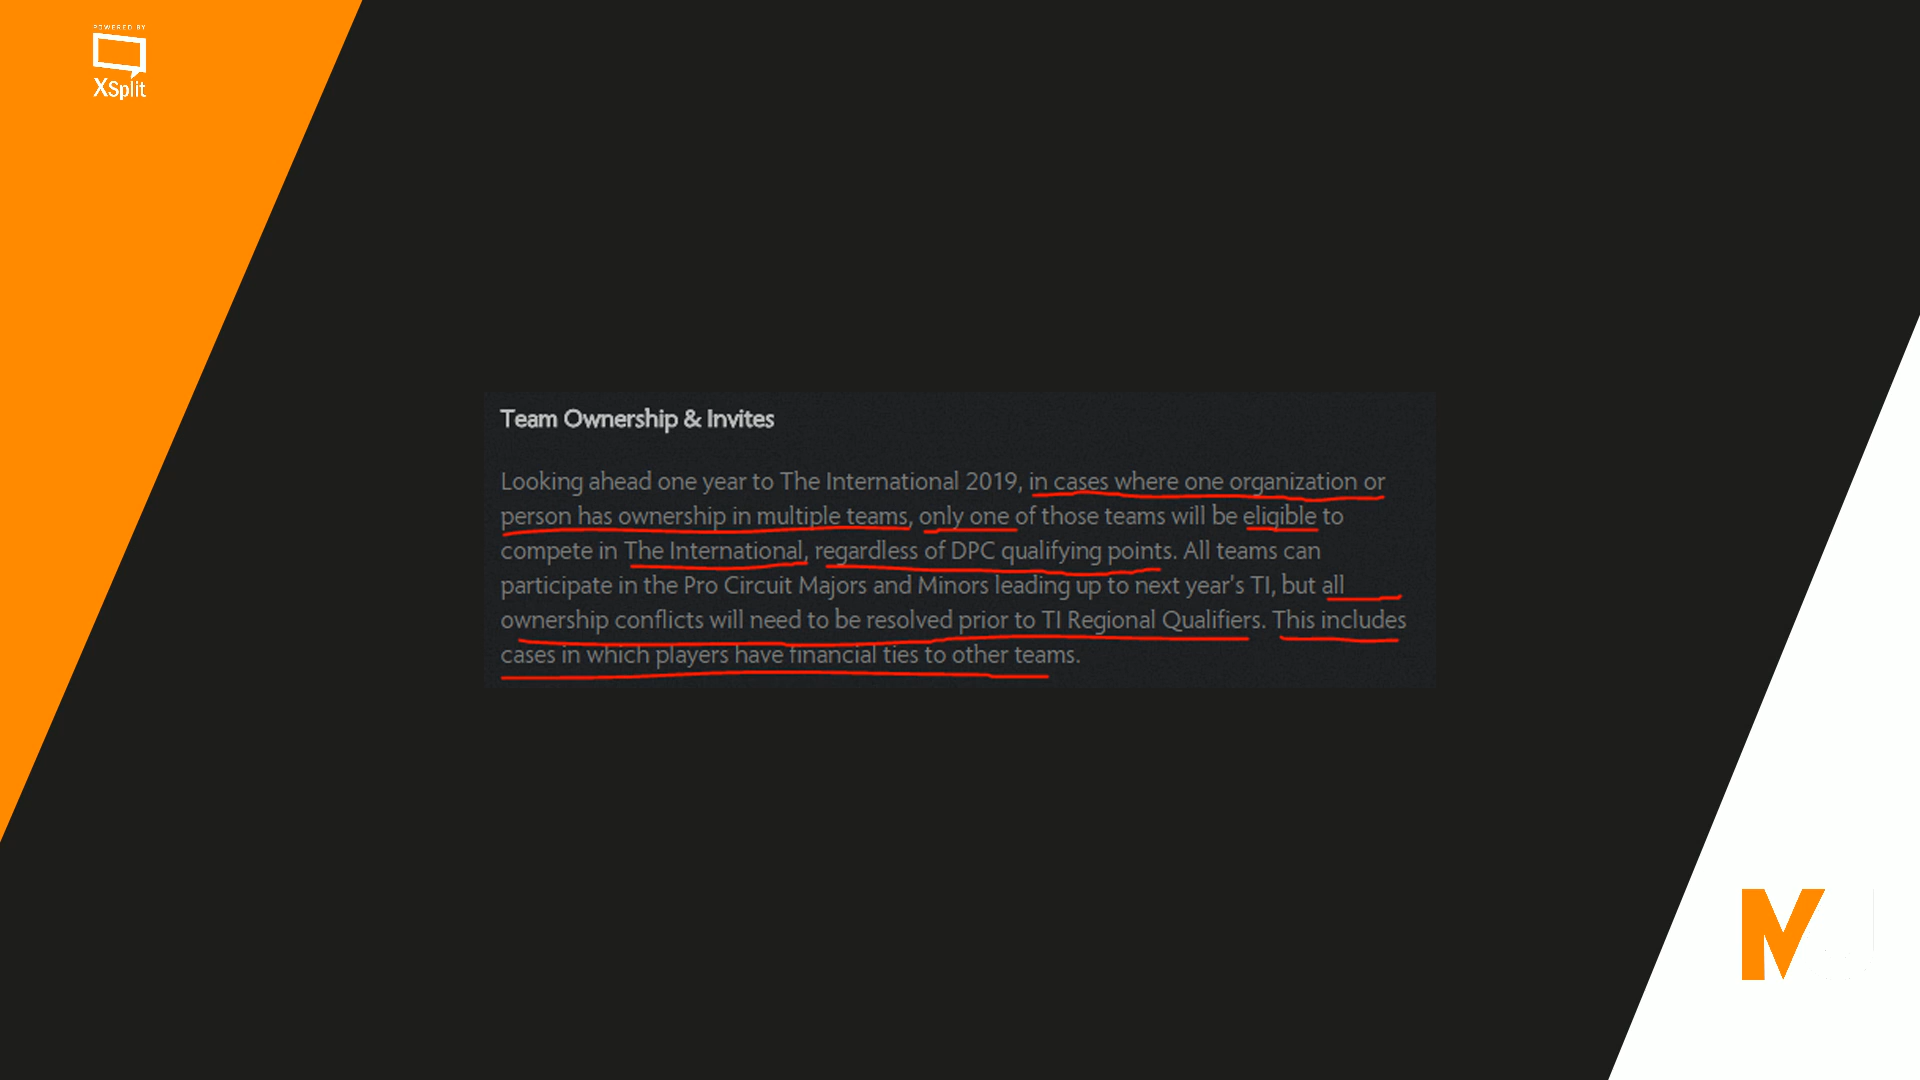 POWERED BY
XSplit
Team Ownership & Invites
Looking ahead one year to The International 2019, in cases where one organization or
person has ownership in multiple teams, only one of those teams will be eligible to
compete in The International, regardless of DPC qualifying points. All teams can
participate in the Pro Circuit Majors and Minors leading up to next year's TI, but all
ownership conflicts will need to be resolved prior to TI Regional Qualifiers. This includes
cases in which players have financial ties to other teams.
M